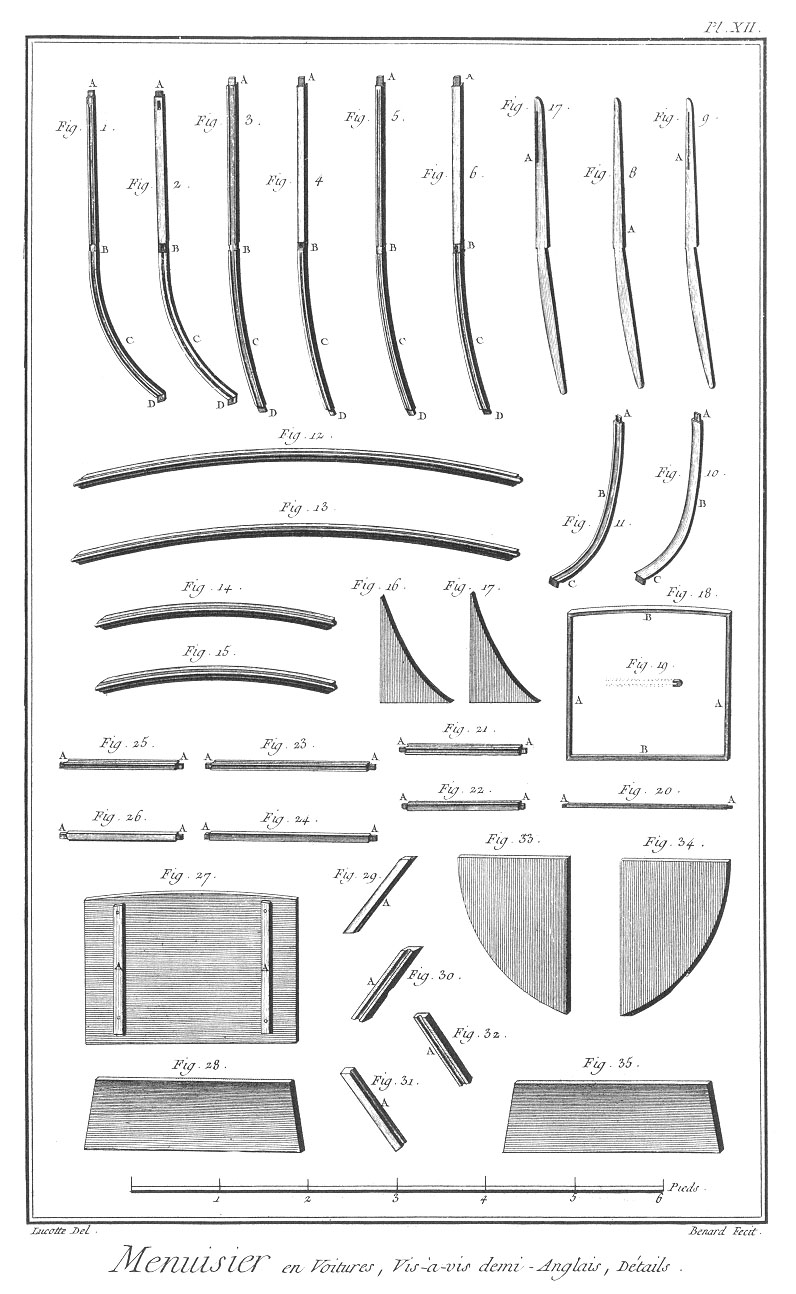 Pl. XII.
A A A A A A
Fig. 1. Fig. 2. Fig. 3. Fig. 4 Fig. 5. Fig. 6. Fig. 17. Fig. 8 Fig. 9.
A A A
B B B B B B
C C C C C C
D D D D D D
Fig. 12.
A A
Fig. 13
B B
Fig. 11. Fig. 10.
C C
Fig. 14. Fig. 16. Fig. 17. Fig. 18.
B
Fig. 15. Fig. 19.
A A
B
Fig. 25. Fig. 23. Fig. 21.
A A A A A A
Fig. 26. Fig. 24. Fig. 22. Fig. 20.
A A A A A A A A
Fig. 27. Fig. 29. Fig. 33. Fig. 34.
A A A
Fig. 30.
A
Fig. 32.
A
Fig. 28. Fig. 31. Fig. 35.
A
1 2 3 4 5 6 Pieds.
Lucotte Del. Benard Fecit.
Menuisier en Voitures, Vis-à-vis demi-Anglais, Détails.